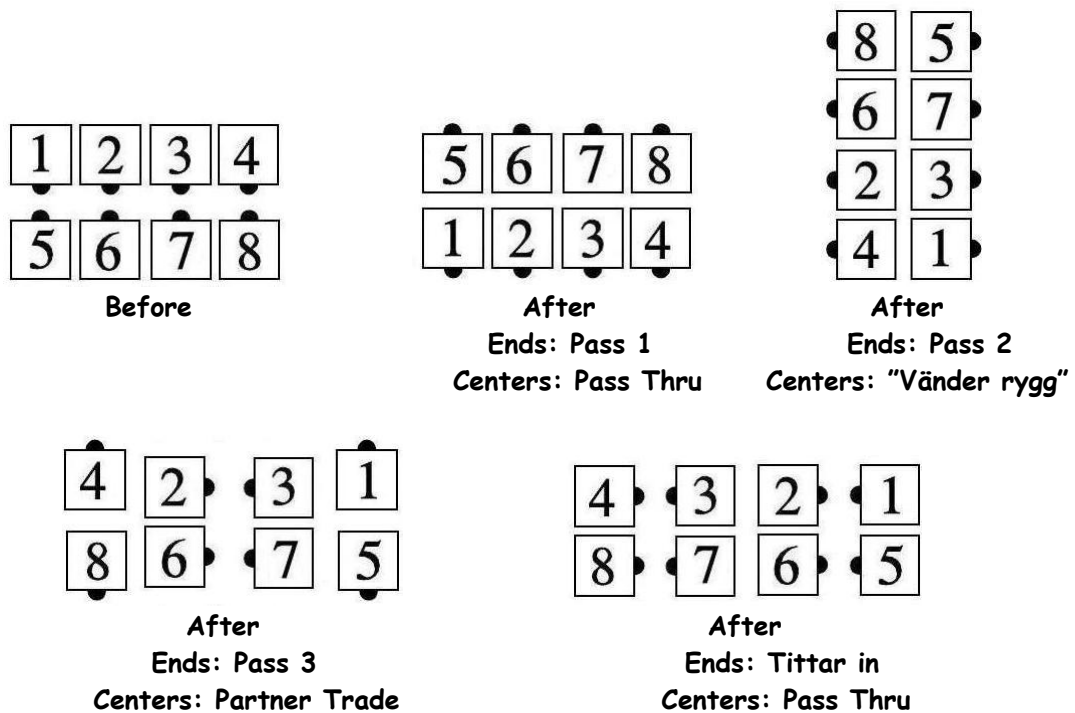 1 2 3 4
5 6 7 8
Before
5 6 7 8
1 2 3 4
After
Ends: Pass 1
Centers: Pass Thru
8 5
6 7
2 3
4 1
After
Ends: Pass 2
Centers: ”Vänder rygg”
4 2 3 1
8 6 7 5
After
Ends: Pass 3
Centers: Partner Trade
4 3 2 1
8 7 6 5
After
Ends: Tittar in
Centers: Pass Thru